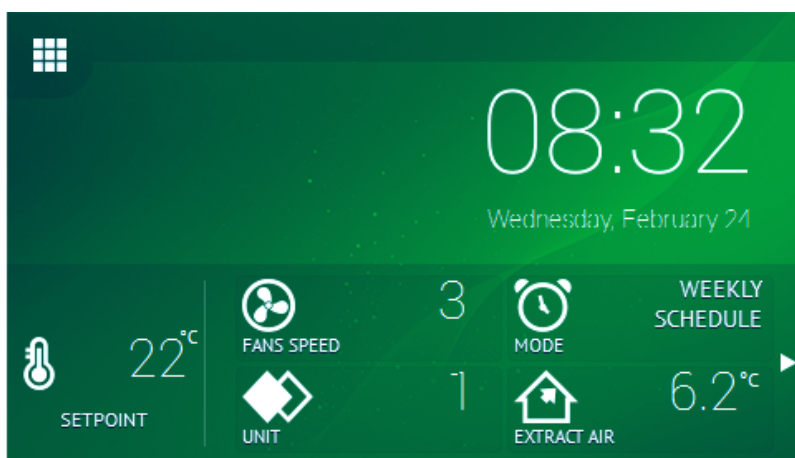 08:32
Wednesday, February 24
22°C
SETPOINT
3
FANS SPEED
WEEKLY
SCHEDULE
MODE
1
UNIT
6.2°C
EXTRACT AIR